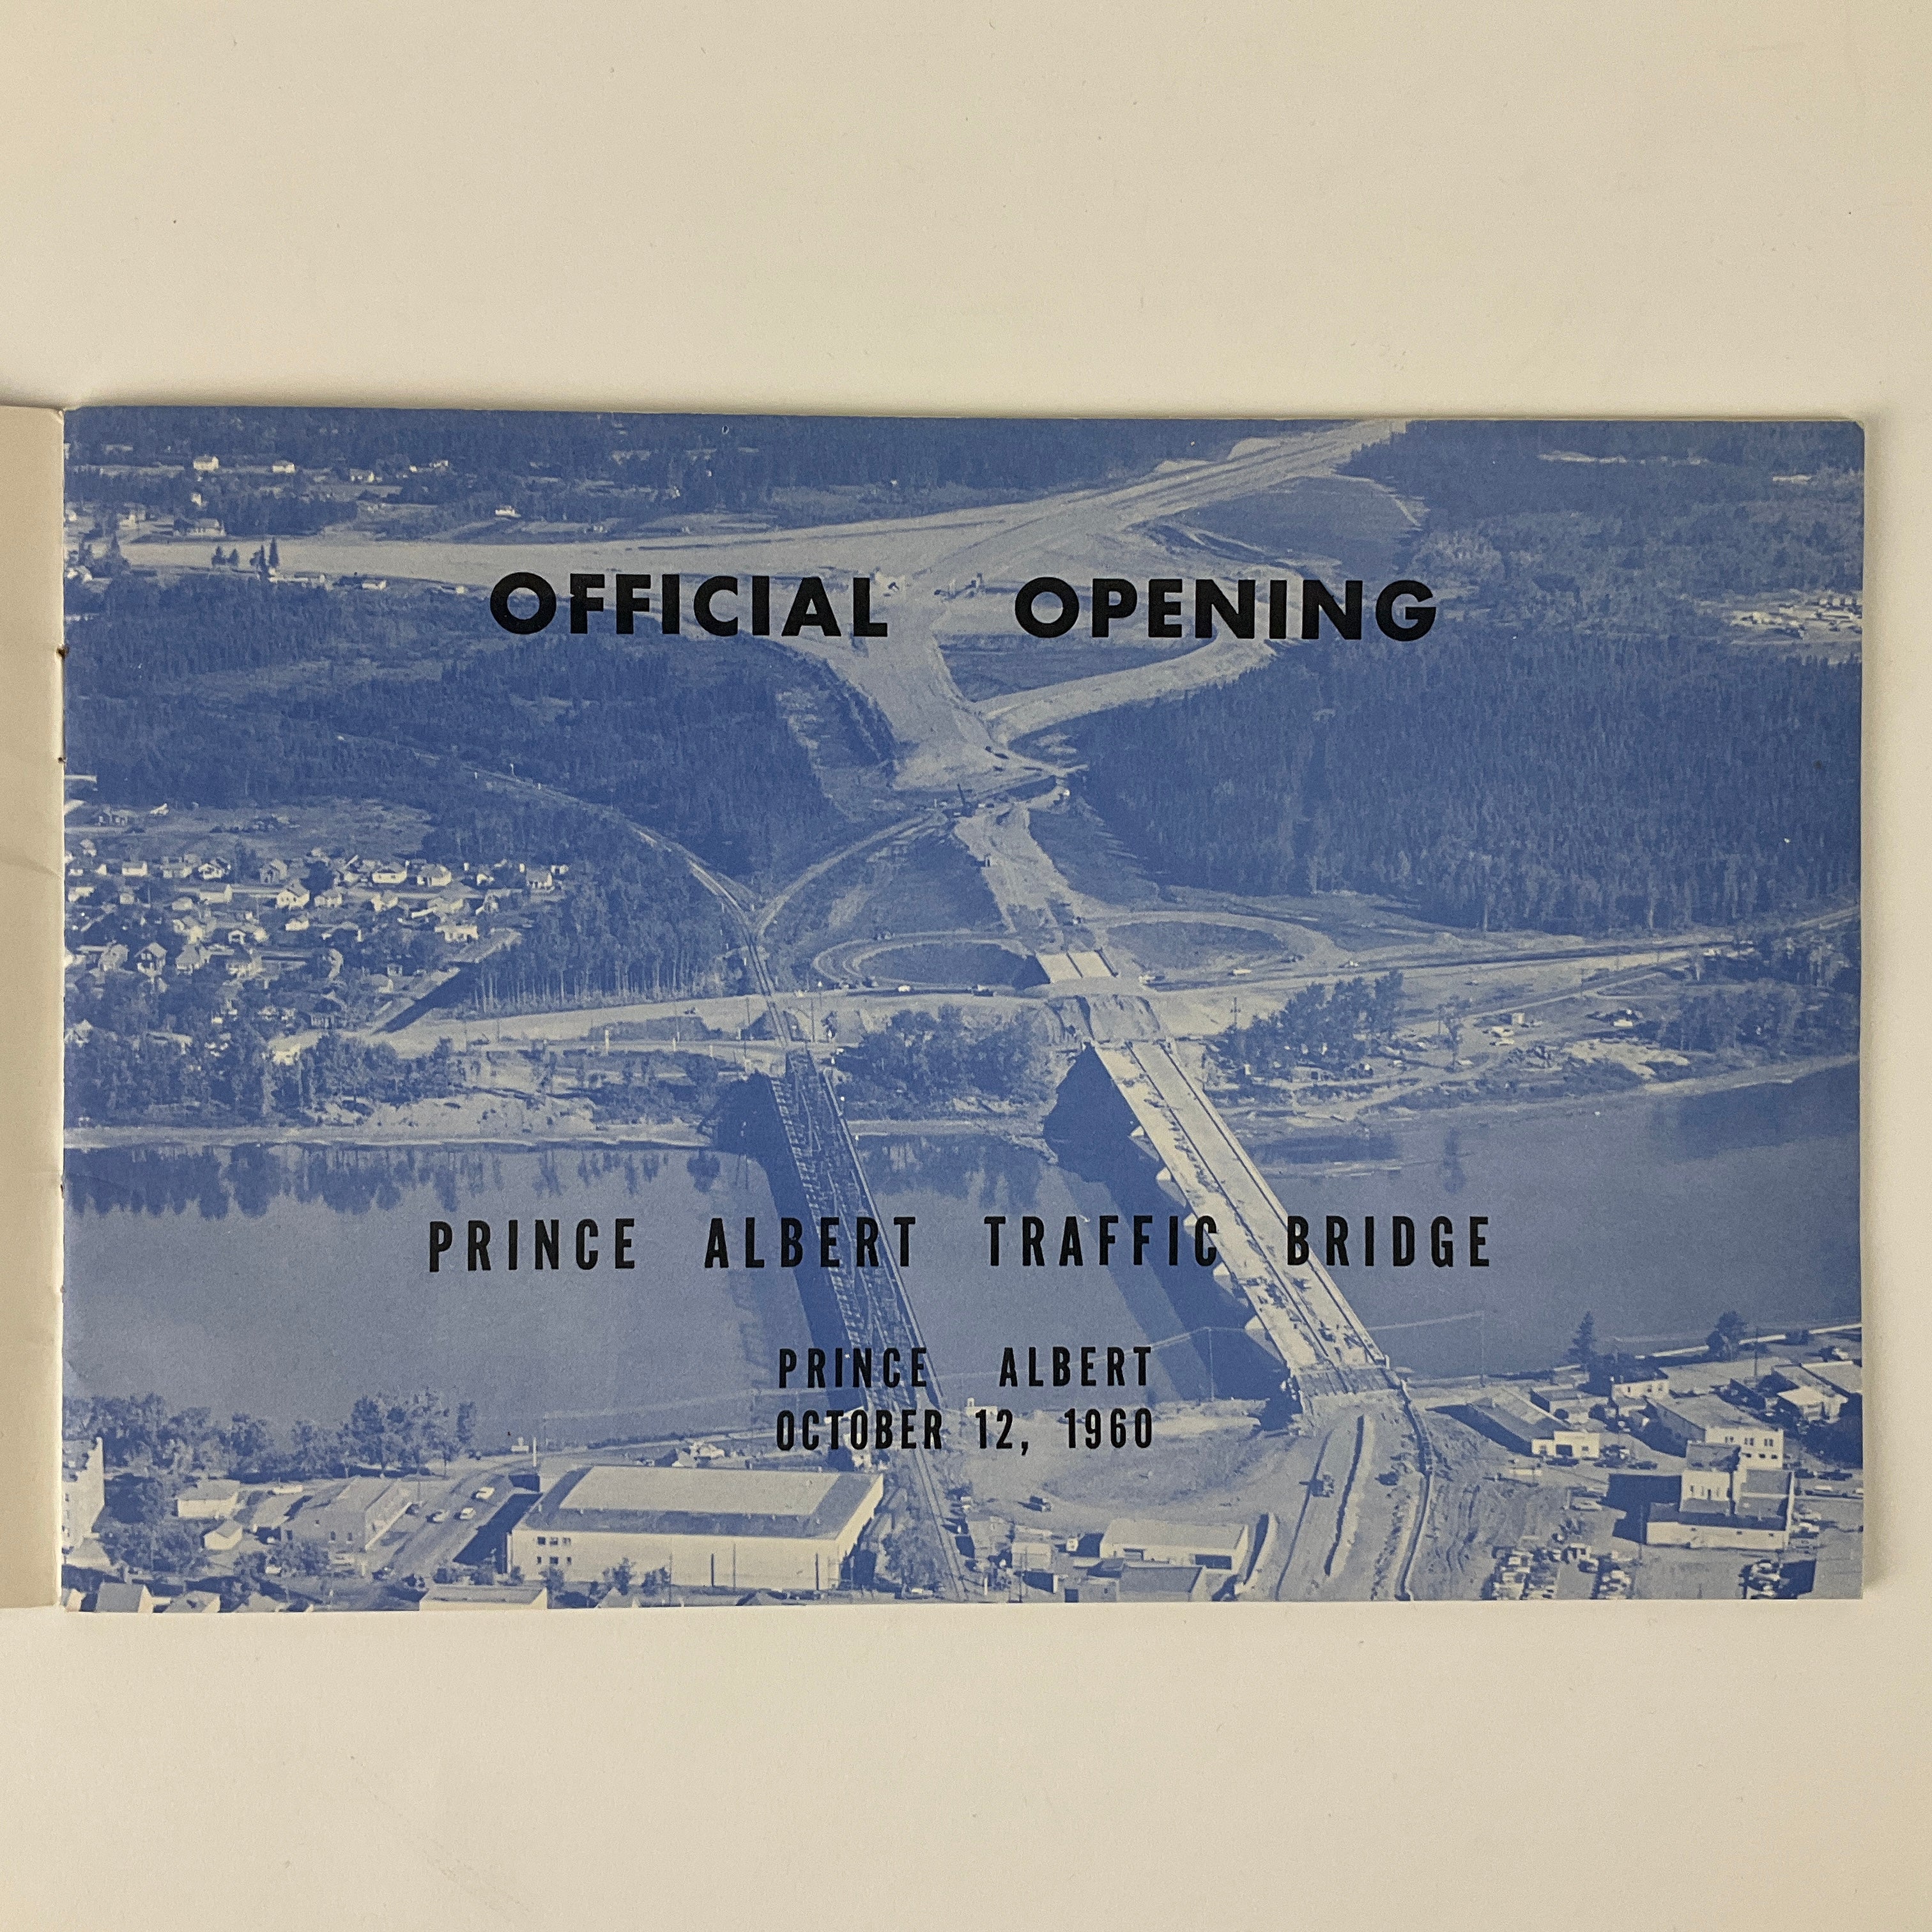 OFFICIAL OPENING
PRINCE ALBERT TRAFFIC BRIDGE
PRINCE ALBERT
OCTOBER 12, 1960